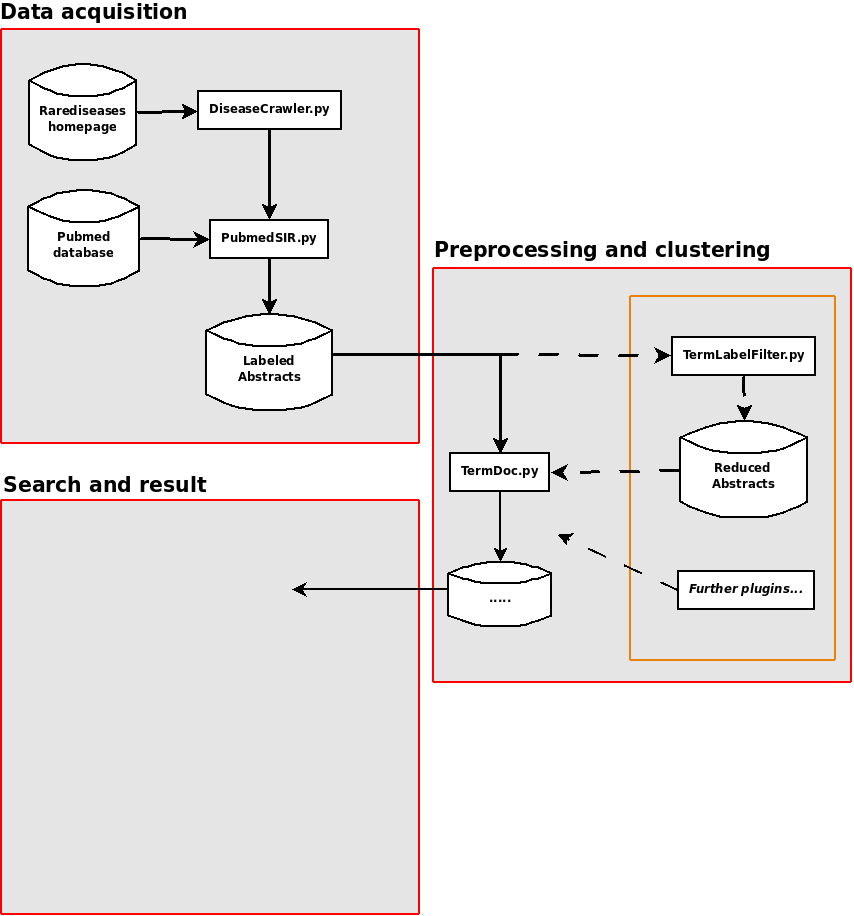 Data acquisition
Rarediseases
homepage
DiseaseCrawler.py
Pubmed
database
PubmedSIR.py
Labeled
Abstracts
Preprocessing and clustering
TermLabelFilter.py
TermDoc.py
Reduced
Abstracts
Further plugins...
.....
Search and result